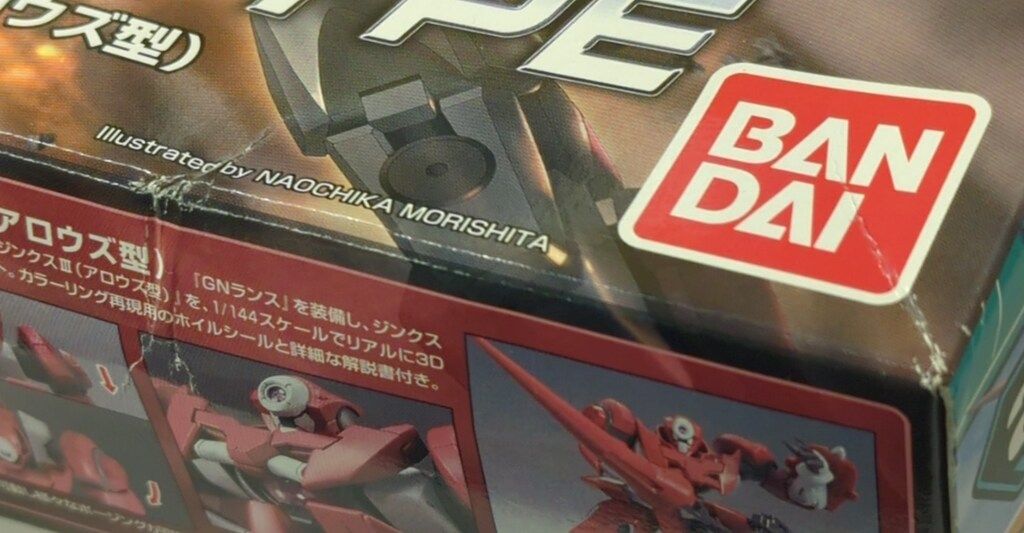 YPE
ロウズ型)
BAN
DAI
Illustrated by NAOCHIKA MORISHITA
アロウズ型)
『GNランス』を装備し、ジンクス
ジンクスⅢ(アロウズ型)』を、1/144スケールでリアルに3D
。カラーリング再現用のホイルシールと詳細な解説書付き。